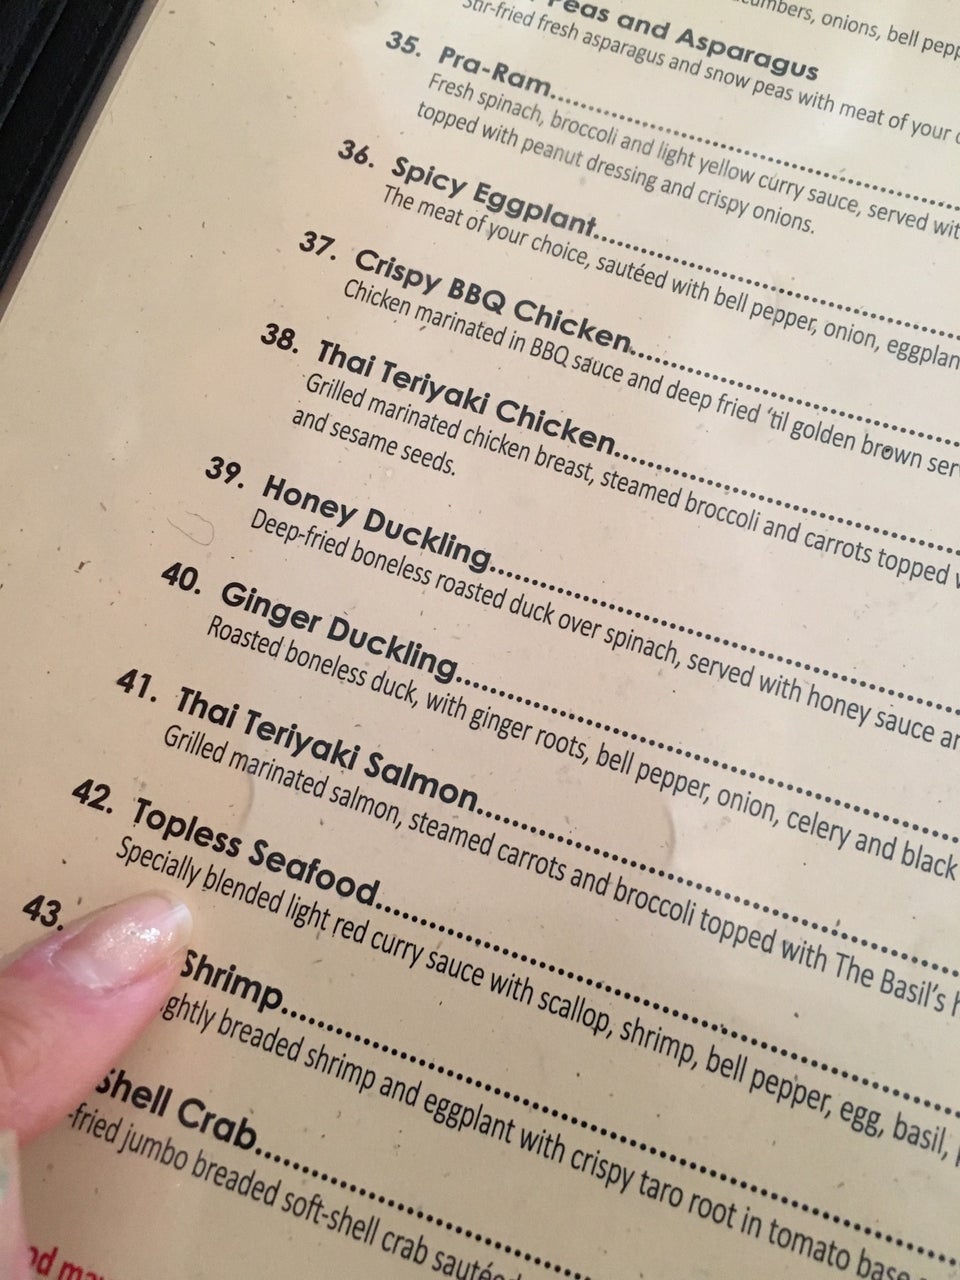 onions, bell
Peas and Asparagus
Stir-fried fresh asparagus and snow peas with meat of your
35. Pra-Ram
Fresh spinach, broccoli and light yellow curry sauce, served
topped with peanut dressing and crispy onions.
36. Spicy Eggplant
The meat of your choice, sautéed with bell pepper, onion,
37. Crispy BBQ Chicken
Chicken marinated in BBQ sauce and deep fried ‘til golden brown
38. Thai Teriyaki Chicken
Grilled marinated chicken breast, steamed broccoli and carrots topped
and sesame seeds.
39. Honey Duckling
Deep-fried boneless roasted duck over spinach, served with honey sauce
40. Ginger Duckling
Roasted boneless duck, with ginger roots, bell pepper, onion, celery and black
41. Thai Teriyaki Salmon
Grilled marinated salmon, steamed carrots and broccoli topped with The Basil’s
42. Topless Seafood
Specially blended light red curry sauce with scallop, shrimp, bell pepper, egg, basil,
43. Shrimp
breaded shrimp and eggplant with crispy taro root in tomato base
Shell Crab
-fried jumbo breaded soft-shell crab